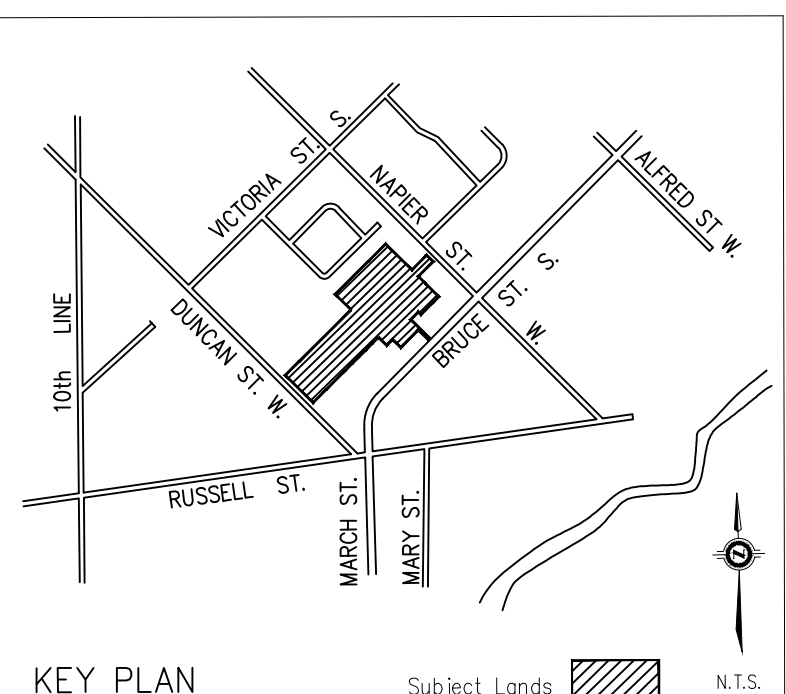 VICTORIA ST. S.
NAPIER ST. W.
ALFRED ST W.
BRUCE ST. S.
10th LINE
DUNCAN ST. W.
RUSSELL ST.
MARCH ST.
MARY ST.
N
KEY PLAN
Subject Lands
N.T.S.